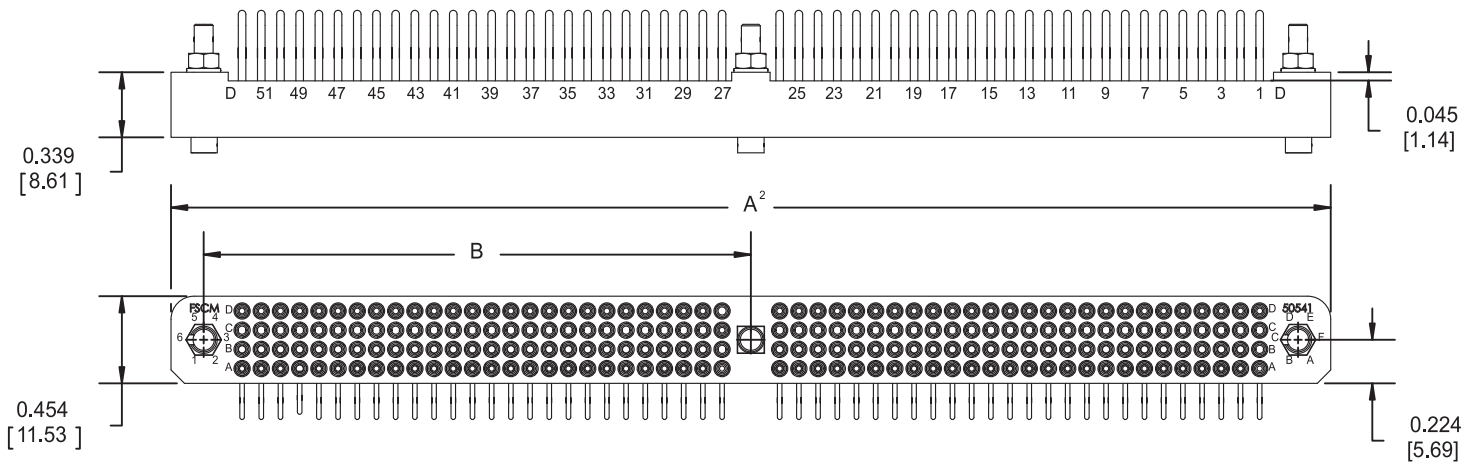 D 51 49 47 45 43 41 39 37 35 33 31 29 27 25 23 21 19 17 15 13 11 9 7 5 3 1 D
0.045
[1.14]
0.339
[8.61 ]
A²
B
FSCM D D 50541
5 4 D E
C C
6 3 C F
B B
1 2 B A
A A
0.454
[11.53]
0.224
[5.69]